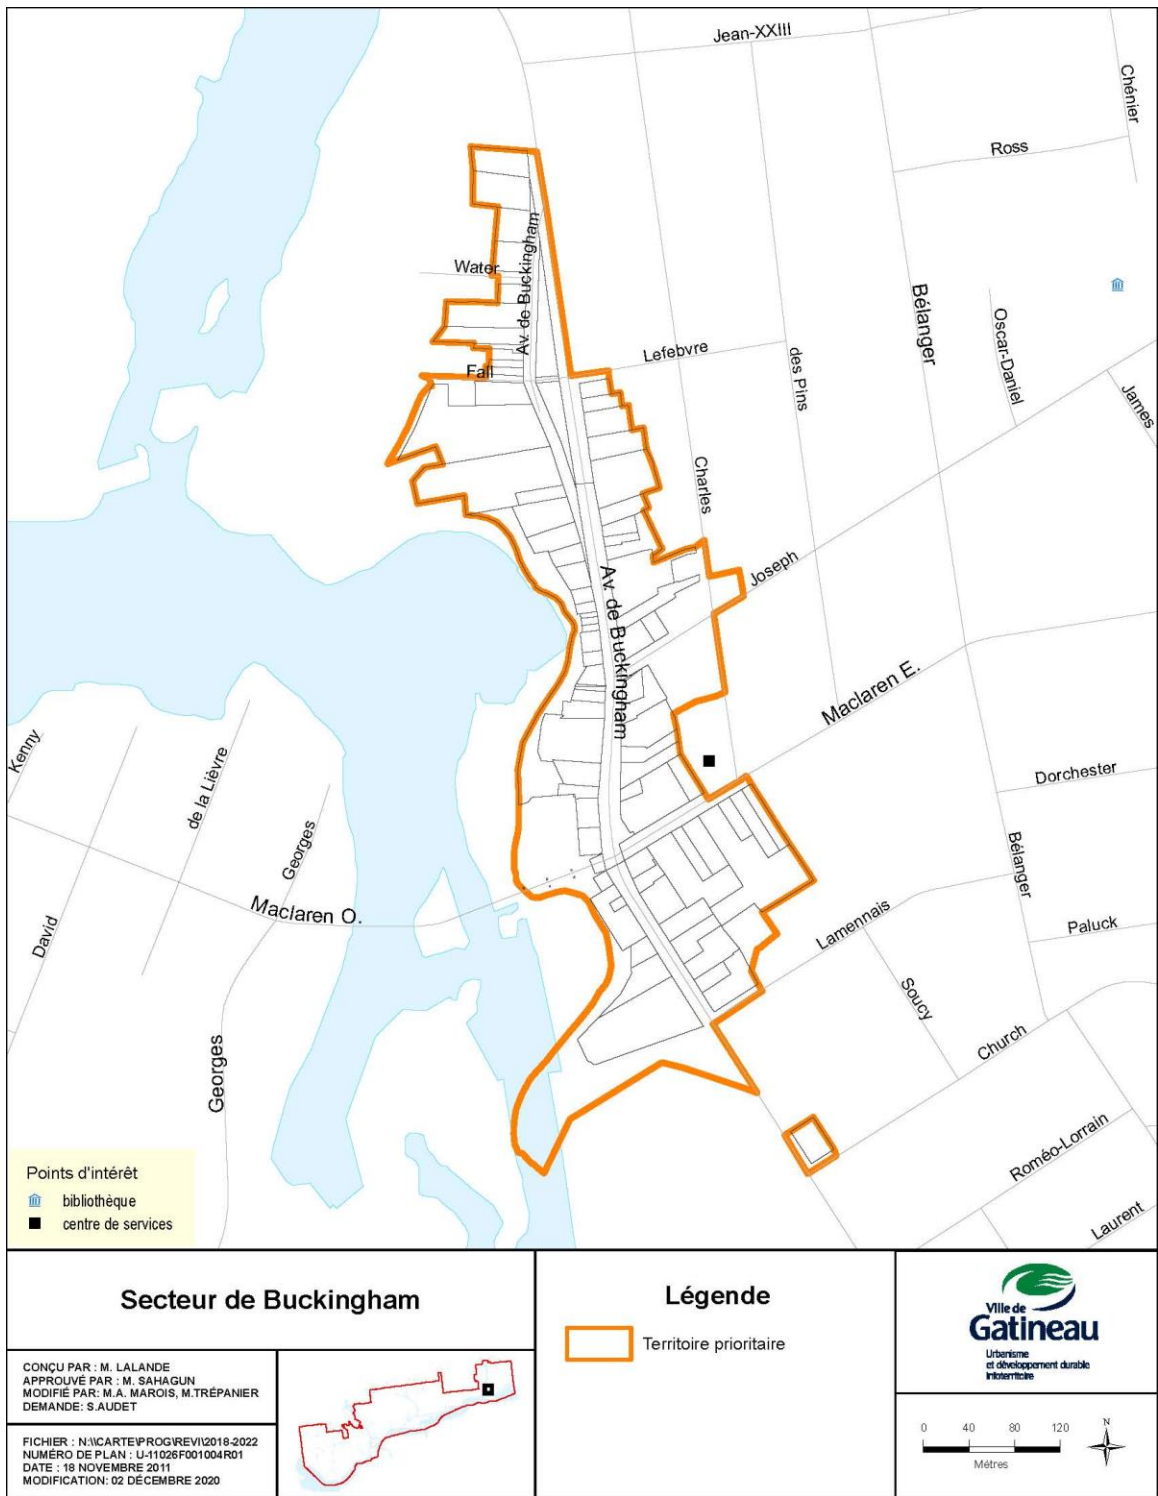 Jean-XXIII
Chénier
Ross
Av. de Buckingham
Water
Bélanger
Oscar-Daniel
Lefebvre
des Pins
James
Fall
Charles
Joseph
Av. de Buckingham
Maclaren E.
Kenny
de la Lièvre
Dorchester
Georges
Bélanger
Maclaren O.
David
Lamennais
Paluck
Soucy
Church
Georges
Roméo-Lorrain
Laurent
Points d'intérêt
bibliothèque
centre de services
Secteur de Buckingham
Légende
Territoire prioritaire
Ville de
Gatineau
Urbanisme
et développement durable
Infoterritoire
CONÇU PAR : M. LALANDE
APPROUVÉ PAR : M. SAHAGUN
MODIFIÉ PAR: M.A. MAROIS, M.TRÉPANIER
DEMANDE: S.AUDET
FICHIER : N:\\CARTE\PROG\REVI\2018-2022
NUMÉRO DE PLAN : U-11026F001004R01
DATE : 18 NOVEMBRE 2011
MODIFICATION: 02 DÉCEMBRE 2020
0 40 80 120
Mètres
N